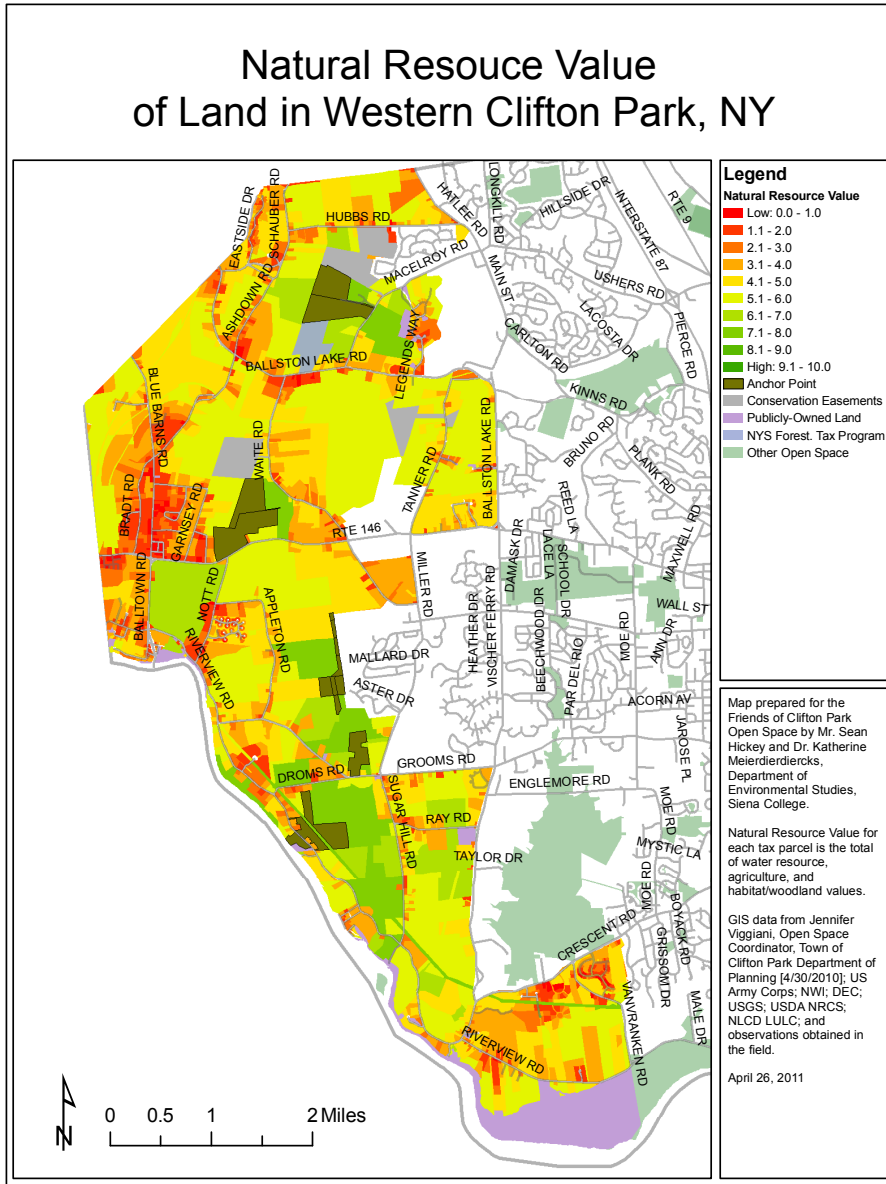 Natural Resouce Value
of Land in Western Clifton Park, NY
EASTSIDE DR
SCHAUBER RD
HUBBS RD
HATLEE RD
LONGKILL RD
HILLSIDE DR
INTERSTATE 87
RTE 9
ASHDOWN RD
MACELROY RD
MAIN ST
USHERS RD
LACOSTA DR
PIERCE RD
CARLTON RD
LEGENDS WAY
BALLSTON LAKE RD
BLUE BARNS RD
KINNS RD
BRUNO RD
PLANK RD
WAITE RD
TANNER RD
BALLSTON LAKE RD
BRADT RD
GARNSEY RD
RTE 146
REED LA
LACE LA
SCHOOL DR
DAMASK DR
MAXWELL RD
WALL ST
BALLTOWN RD
NOTT RD
APPLETON RD
MILLER RD
HEATHER DR
VISCHER FERRY RD
BEECHWOOD DR
PAR DEL RIO
MOE RD
ANN DR
RIVERVIEW RD
MALLARD DR
ASTER DR
ACORN AV
JAROSE PL
GROOMS RD
DROMS RD
ENGLEMORE RD
SUGAR HILL RD
RAY RD
TAYLOR DR
MOE RD
MYSTIC LA
MOE RD
BOYACK RD
GRISSOM DR
CRESCENT RD
VANVRANKEN RD
MALE DR
RIVERVIEW RD
N
0 0.5 1 2 Miles
Legend
Natural Resource Value
Low: 0.0 - 1.0
1.1 - 2.0
2.1 - 3.0
3.1 - 4.0
4.1 - 5.0
5.1 - 6.0
6.1 - 7.0
7.1 - 8.0
8.1 - 9.0
High: 9.1 - 10.0
Anchor Point
Conservation Easements
Publicly-Owned Land
NYS Forest. Tax Program
Other Open Space
Map prepared for the
Friends of Clifton Park
Open Space by Mr. Sean
Hickey and Dr. Katherine
Meierdierdiercks,
Department of
Environmental Studies,
Siena College.
Natural Resource Value for
each tax parcel is the total
of water resource,
agriculture, and
habitat/woodland values.
GIS data from Jennifer
Viggiani, Open Space
Coordinator, Town of
Clifton Park Department of
Planning [4/30/2010]; US
Army Corps; NWI; DEC;
USGS; USDA NRCS;
NLCD LULC; and
observations obtained in
the field.
April 26, 2011